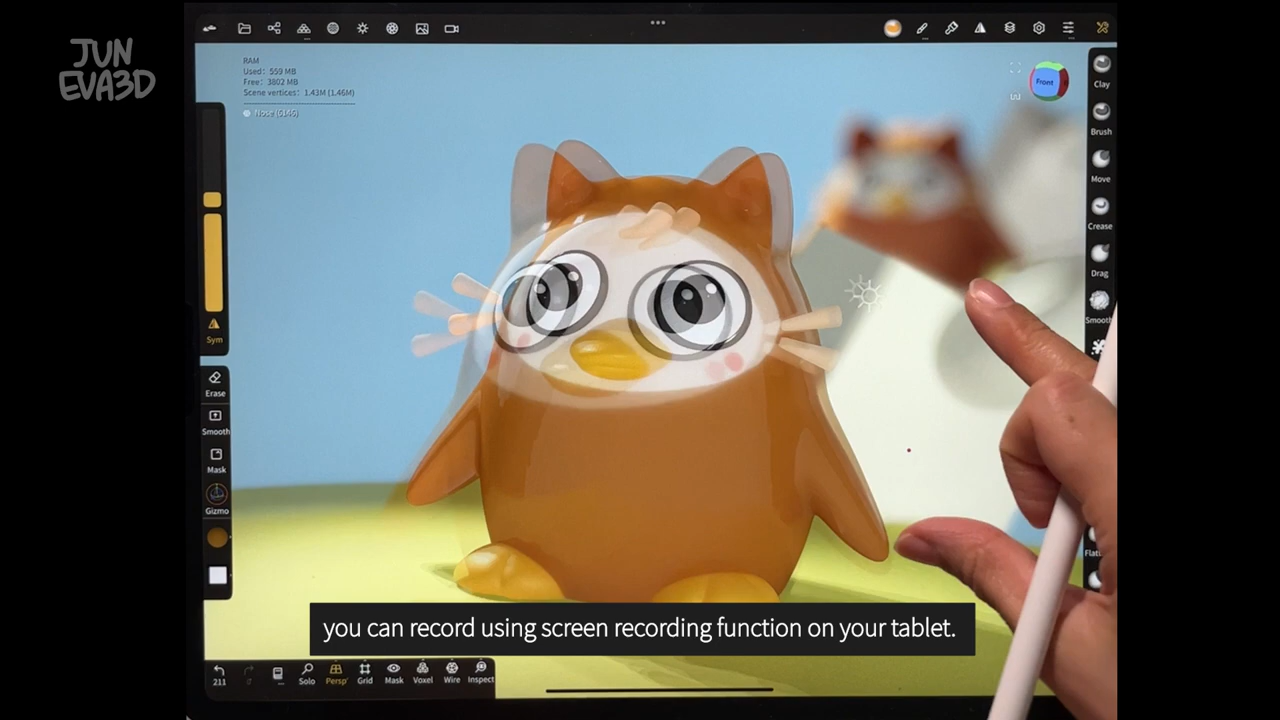 JUN
EVA3D
RAM
Used: 559 MB
Free: 3802 MB
Scene vertices: 1.43M (1.46M)
Nose (6146)
Front
Clay
Brush
Move
Crease
Drag
Smooth
Sym
Erase
Smooth
Mask
Gizmo
you can record using screen recording function on your tablet.
211
Solo
Persp
Grid
Mask
Voxel
Wire
Inspect